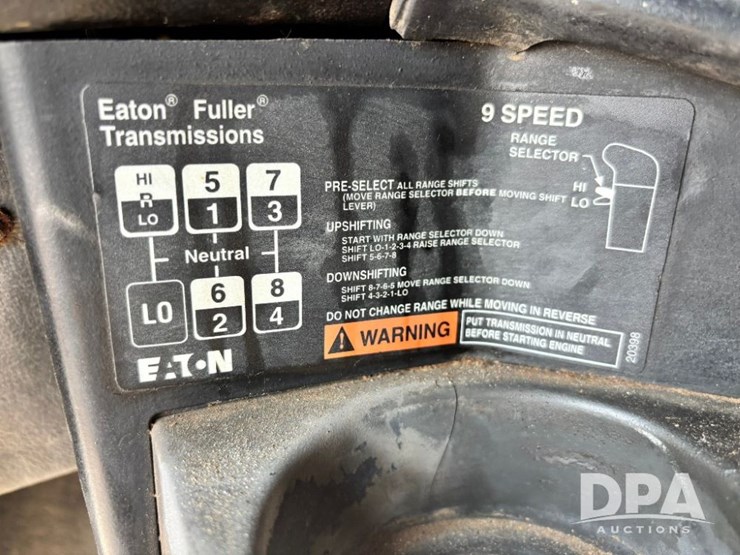 Eaton® Fuller®
Transmissions
9 SPEED
RANGE
SELECTOR
HI
LO
HI
R
LO
5
1
7
3
Neutral
LO
6
2
8
4
EATON
PRE-SELECT ALL RANGE SHIFTS
(MOVE RANGE SELECTOR BEFORE MOVING SHIFT
LEVER)
UPSHIFTING
START WITH RANGE SELECTOR DOWN
SHIFT LO-1-2-3-4 RAISE RANGE SELECTOR
SHIFT 5-6-7-8
DOWNSHIFTING
SHIFT 8-7-6-5 MOVE RANGE SELECTOR DOWN
SHIFT 4-3-2-1-LO
DO NOT CHANGE RANGE WHILE MOVING IN REVERSE
WARNING
PUT TRANSMISSION IN NEUTRAL
BEFORE STARTING ENGINE
20398
DPA
AUCTIONS